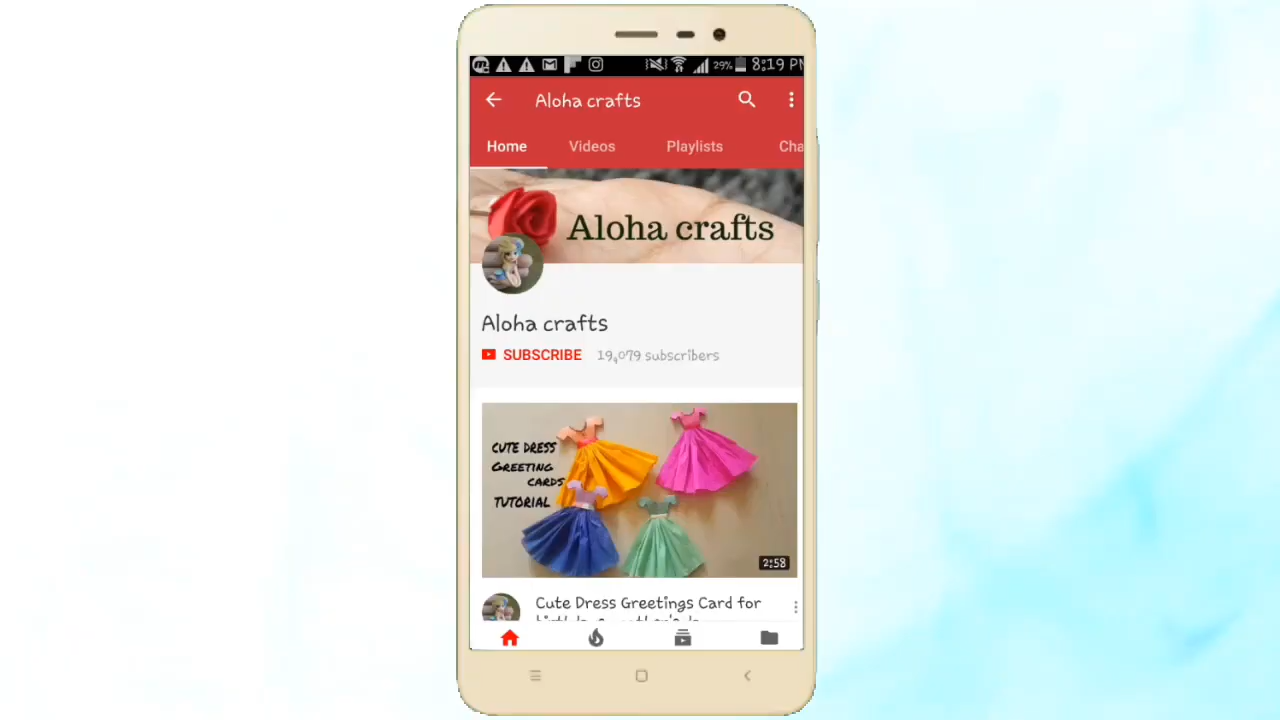 29% 8:19 PM
Aloha crafts
Home Videos Playlists Cha
Aloha crafts
Aloha crafts
SUBSCRIBE 19,079 subscribers
CUTE DRESS
GREETING
CARDS
TUTORIAL
2:58
Cute Dress Greetings Card for